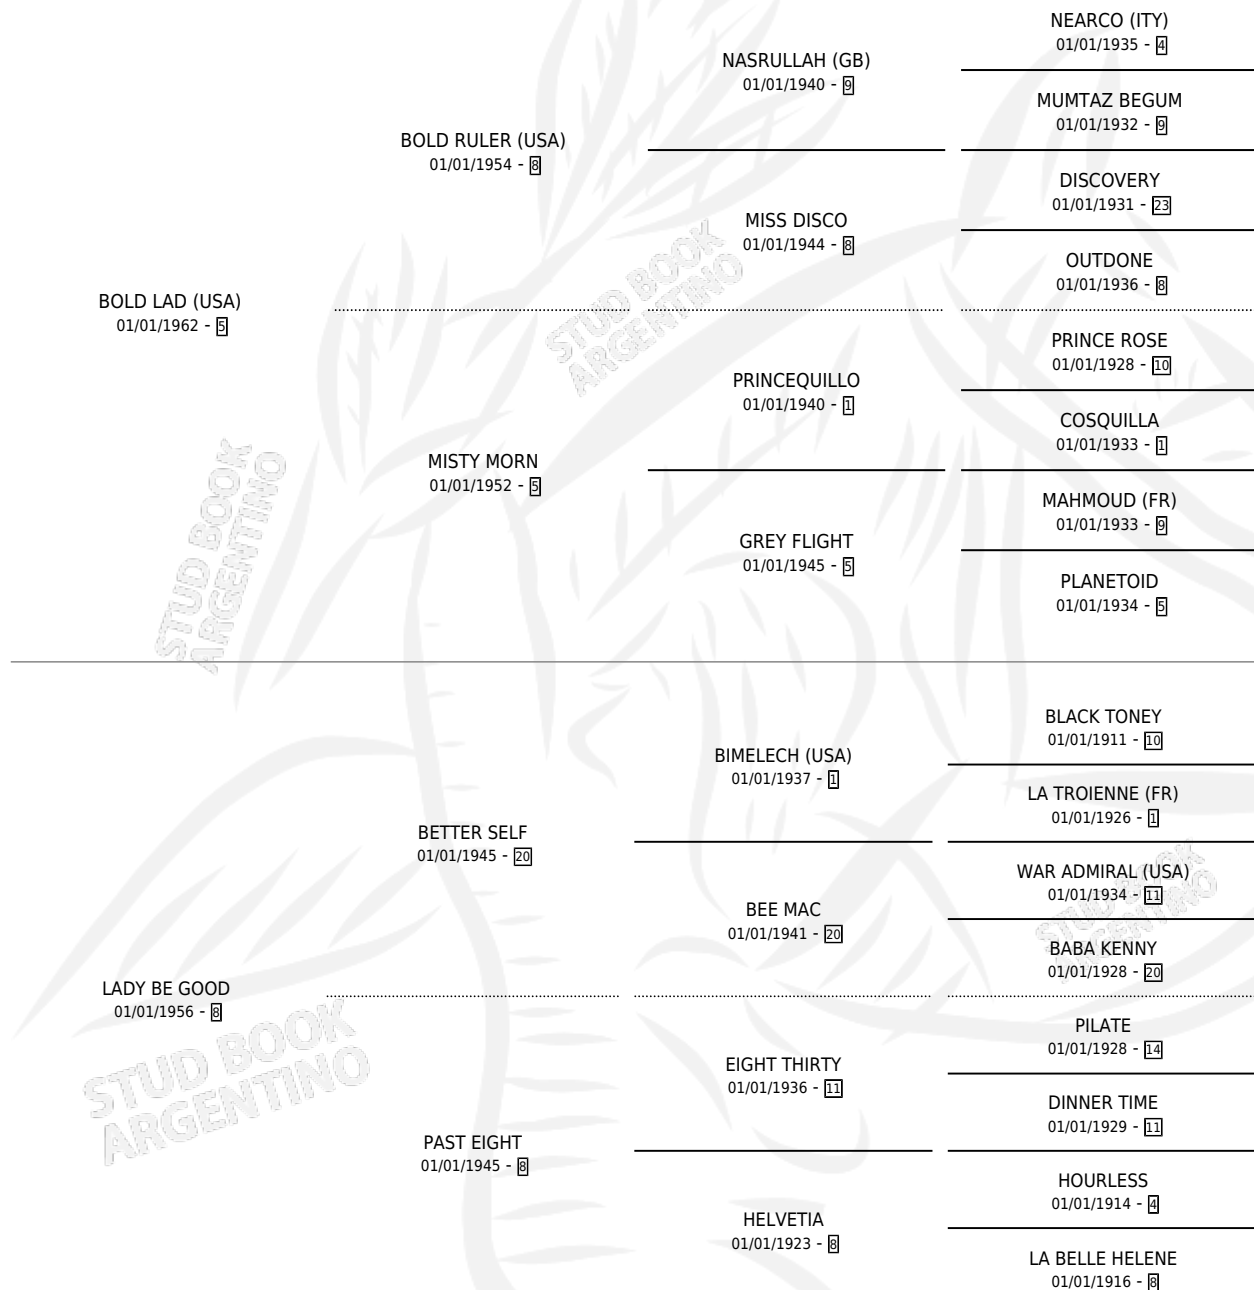 NEARCO (ITY)
01/01/1935 - 4
NASRULLAH (GB)
01/01/1940 - 9
MUMTAZ BEGUM
01/01/1932 - 9
BOLD RULER (USA)
01/01/1954 - 8
DISCOVERY
01/01/1931 - 23
MISS DISCO
01/01/1944 - 8
OUTDONE
01/01/1936 - 8
BOLD LAD (USA)
01/01/1962 - 5
PRINCE ROSE
01/01/1928 - 10
PRINCEQUILLO
01/01/1940 - 1
COSQUILLA
01/01/1933 - 1
MISTY MORN
01/01/1952 - 5
MAHMOUD (FR)
01/01/1933 - 9
GREY FLIGHT
01/01/1945 - 5
PLANETOID
01/01/1934 - 5
BLACK TONEY
01/01/1911 - 10
BIMELECH (USA)
01/01/1937 - 1
LA TROIENNE (FR)
01/01/1926 - 1
BETTER SELF
01/01/1945 - 20
WAR ADMIRAL (USA)
01/01/1934 - 11
BEE MAC
01/01/1941 - 20
BABA KENNY
01/01/1928 - 20
LADY BE GOOD
01/01/1956 - 8
PILATE
01/01/1928 - 14
EIGHT THIRTY
01/01/1936 - 11
DINNER TIME
01/01/1929 - 11
PAST EIGHT
01/01/1945 - 8
HOURLESS
01/01/1914 - 4
HELVETIA
01/01/1923 - 8
LA BELLE HELENE
01/01/1916 - 8
STUD BOOK
ARGENTINO
STUD BOOK
ARGENTINO
STUD BOOK
ARGENTINO
STUD BOOK
ARGENTINO